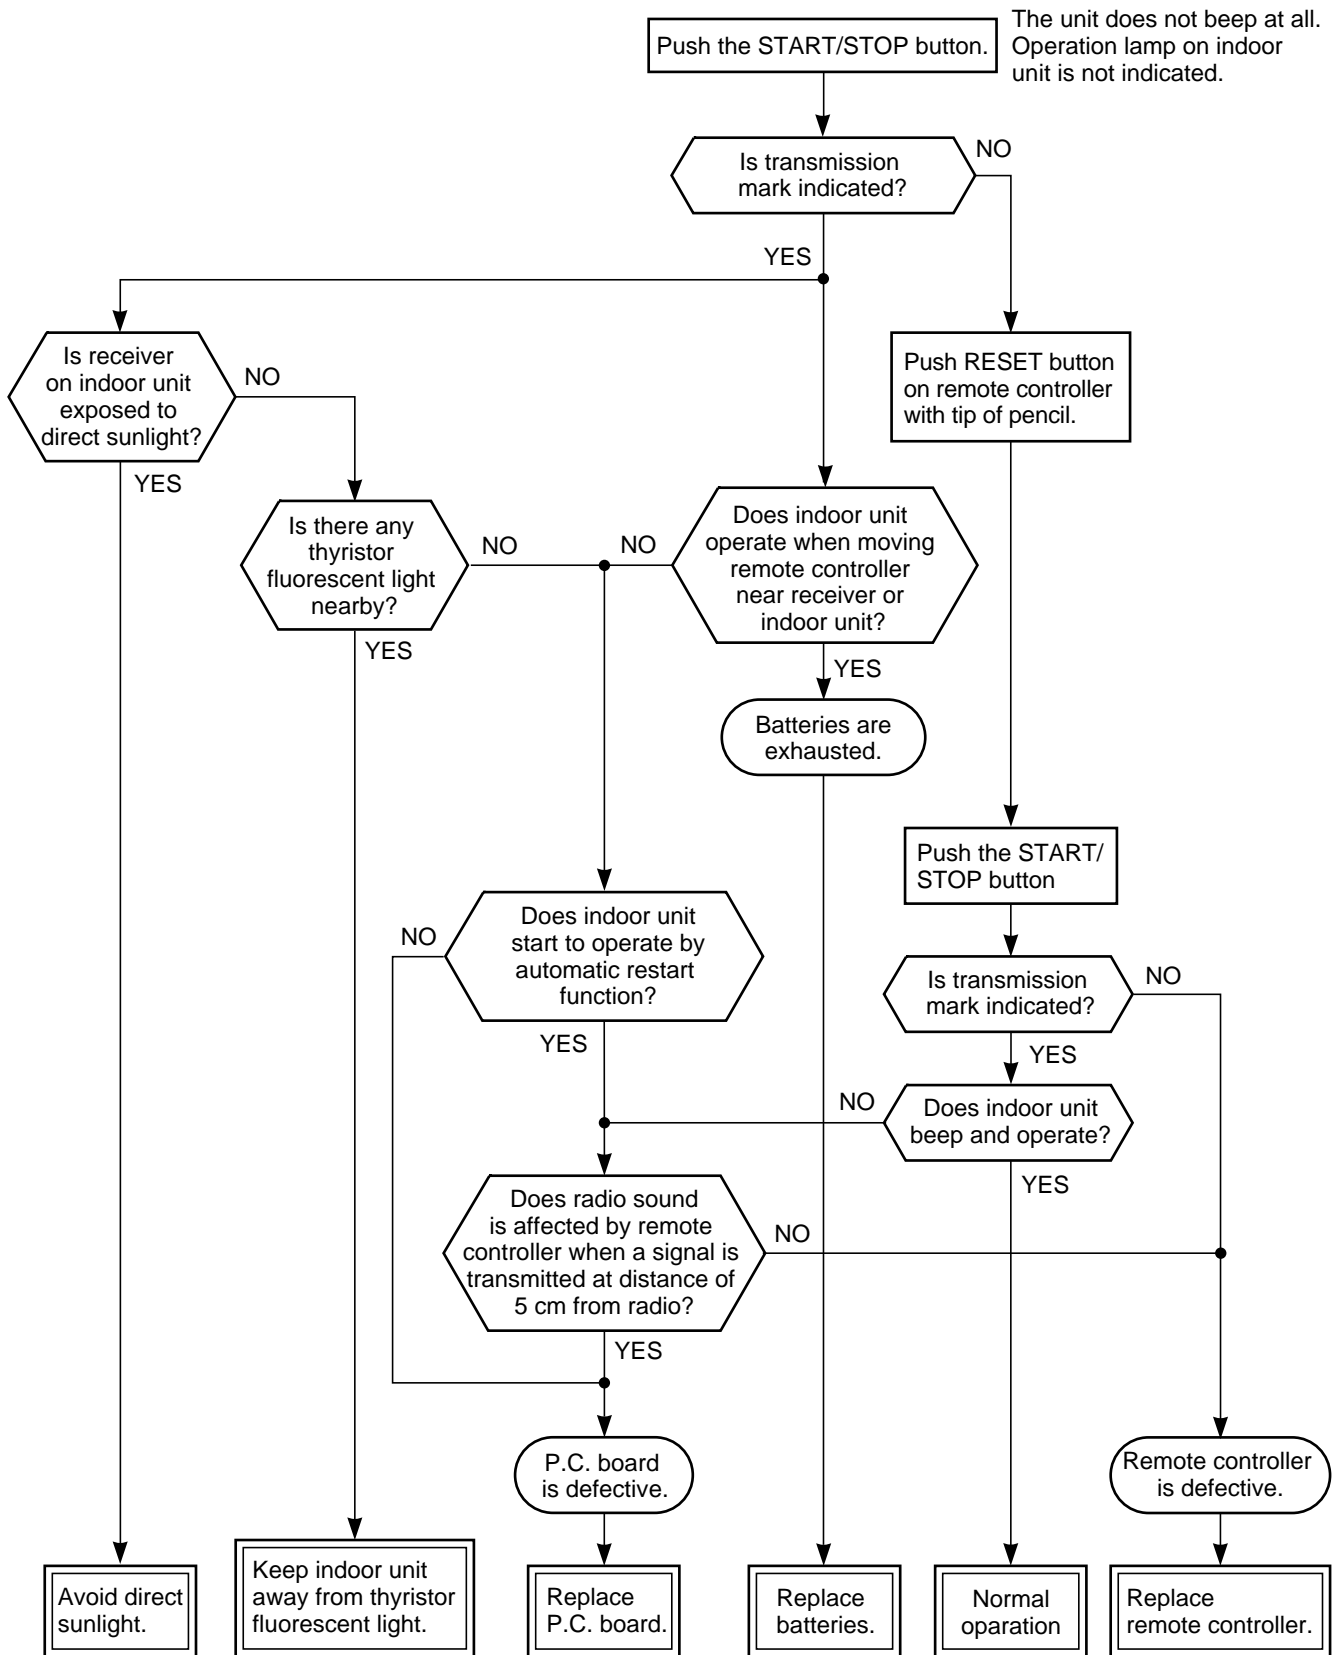 Push the START/STOP button.
The unit does not beep at all.
Operation lamp on indoor
unit is not indicated.
Is transmission
mark indicated?
NO
YES
Is receiver
on indoor unit
exposed to
direct sunlight?
NO
YES
Push RESET button
on remote controller
with tip of pencil.
Is there any
thyristor
fluorescent light
nearby?
NO
YES
NO
Does indoor unit
operate when moving
remote controller
near receiver or
indoor unit?
YES
Batteries are
exhausted.
Push the START/
STOP button
NO
Does indoor unit
start to operate by
automatic restart
function?
YES
Is transmission
mark indicated?
NO
YES
NO
Does indoor unit
beep and operate?
YES
Does radio sound
is affected by remote
controller when a signal is
transmitted at distance of
5 cm from radio?
NO
YES
P.C. board
is defective.
Remote controller
is defective.
Avoid direct
sunlight.
Keep indoor unit
away from thyristor
fluorescent light.
Replace
P.C. board.
Replace
batteries.
Normal
oparation
Replace
remote controller.